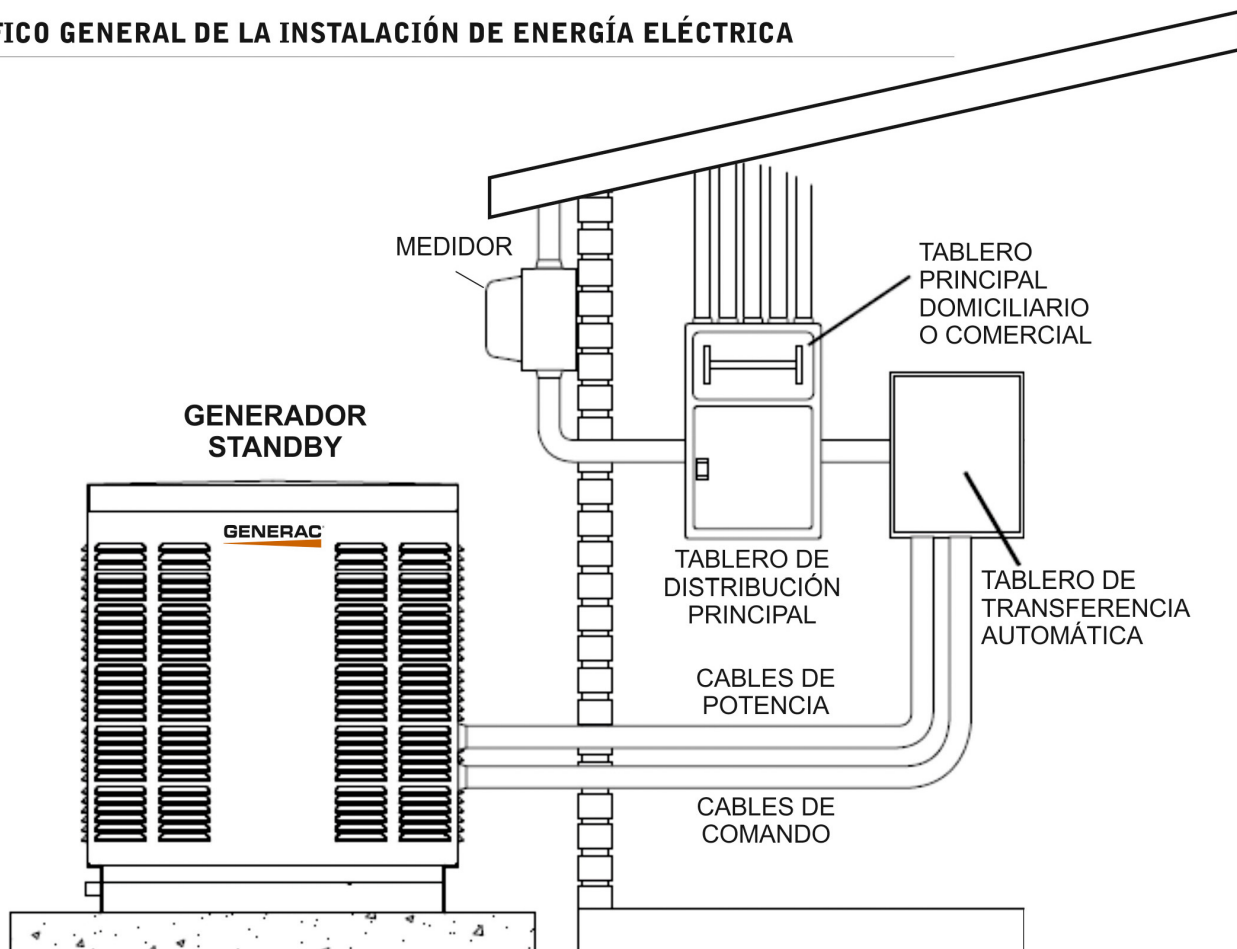 GENERAL DE LA INSTALACIÓN DE ENERGÍA ELÉCTRICA
MEDIDOR
TABLERO
PRINCIPAL
DOMICILIARIO
O COMERCIAL
GENERADOR
STANDBY
GENERAC
TABLERO DE
DISTRIBUCIÓN
PRINCIPAL
TABLERO DE
TRANSFERENCIA
AUTOMÁTICA
CABLES DE
POTENCIA
CABLES DE
COMANDO